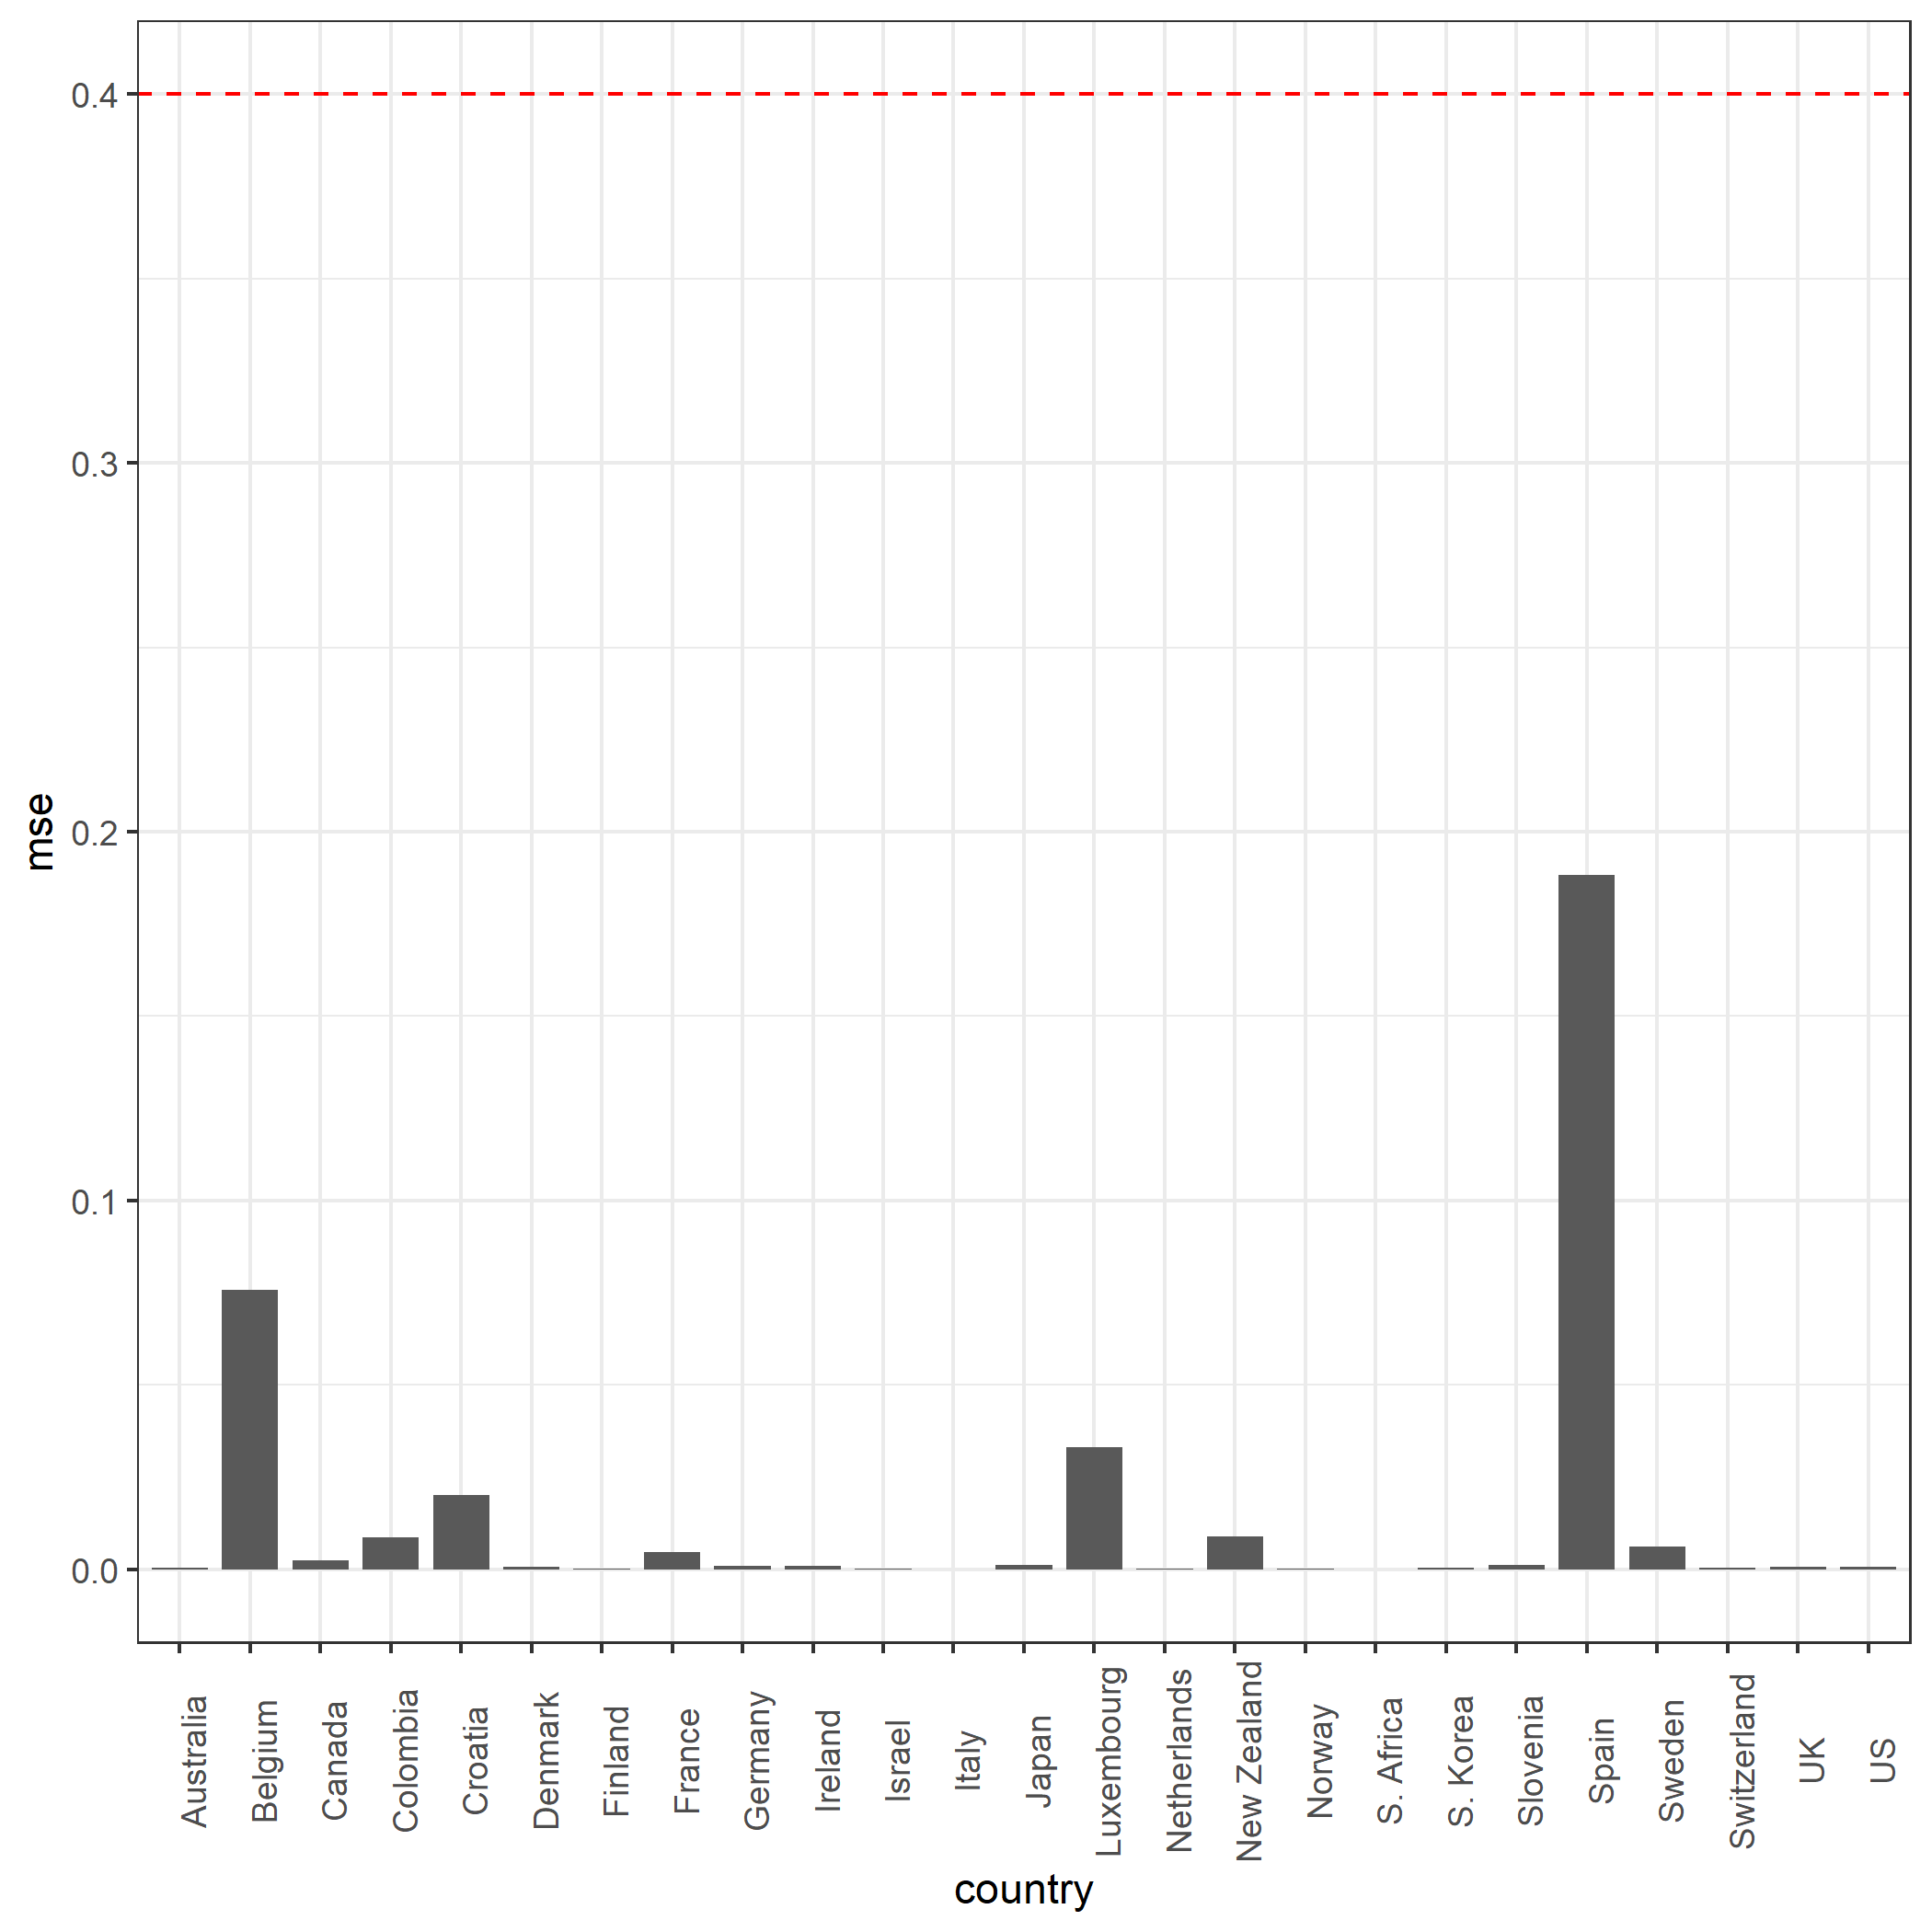 0.4
0.3
0.2
0.1
0.0
mse
Australia
Belgium
Canada
Colombia
Croatia
Denmark
Finland
France
Germany
Ireland
Israel
Italy
Japan
Luxembourg
Netherlands
New Zealand
Norway
S. Africa
S. Korea
Slovenia
Spain
Sweden
Switzerland
UK
US
country